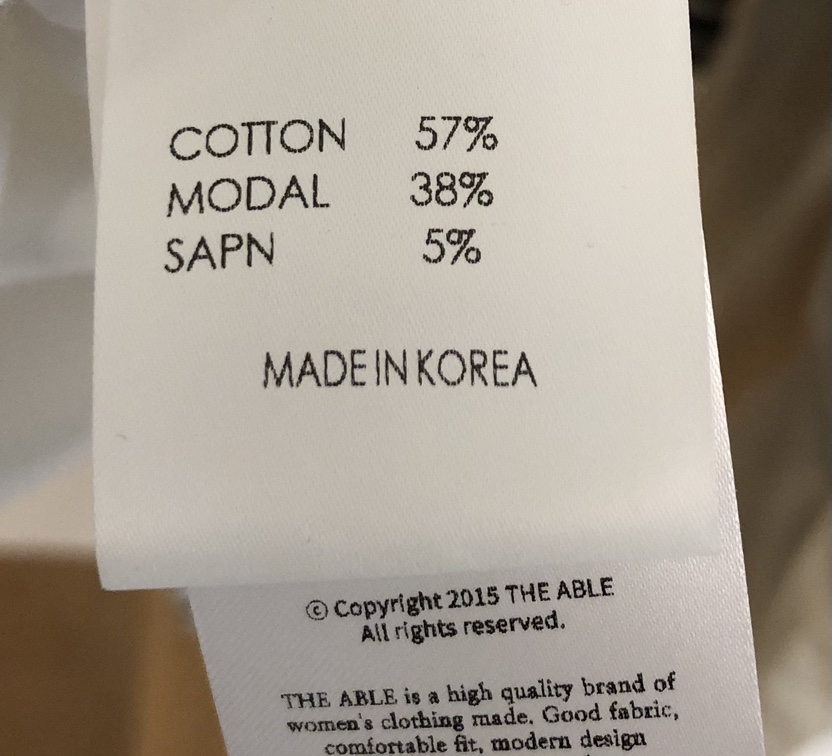 COTTON 57%
MODAL 38%
SAPN 5%
MADE IN KOREA
© Copyright 2015 THE ABLE
All rights reserved.
THE ABLE is a high quality brand of
women's clothing made. Good fabric,
comfortable fit, modern design